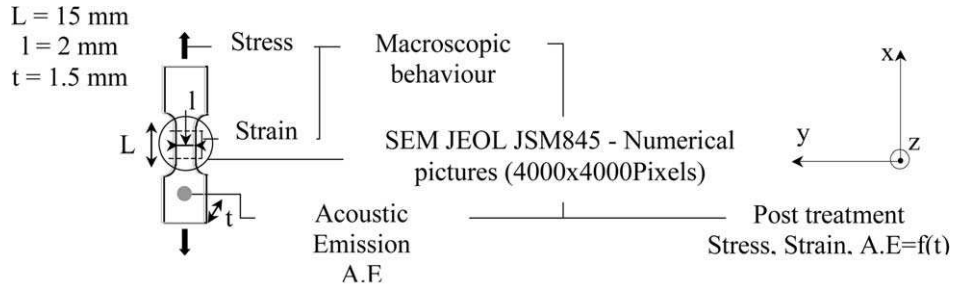 L = 15 mm
l = 2 mm
t = 1.5 mm
Stress
Macroscopic
behaviour
l
L
Strain
SEM JEOL JSM845 - Numerical
pictures (4000x4000Pixels)
x
y
z
t
Acoustic
Emission
A.E
Post treatment
Stress, Strain, A.E=f(t)